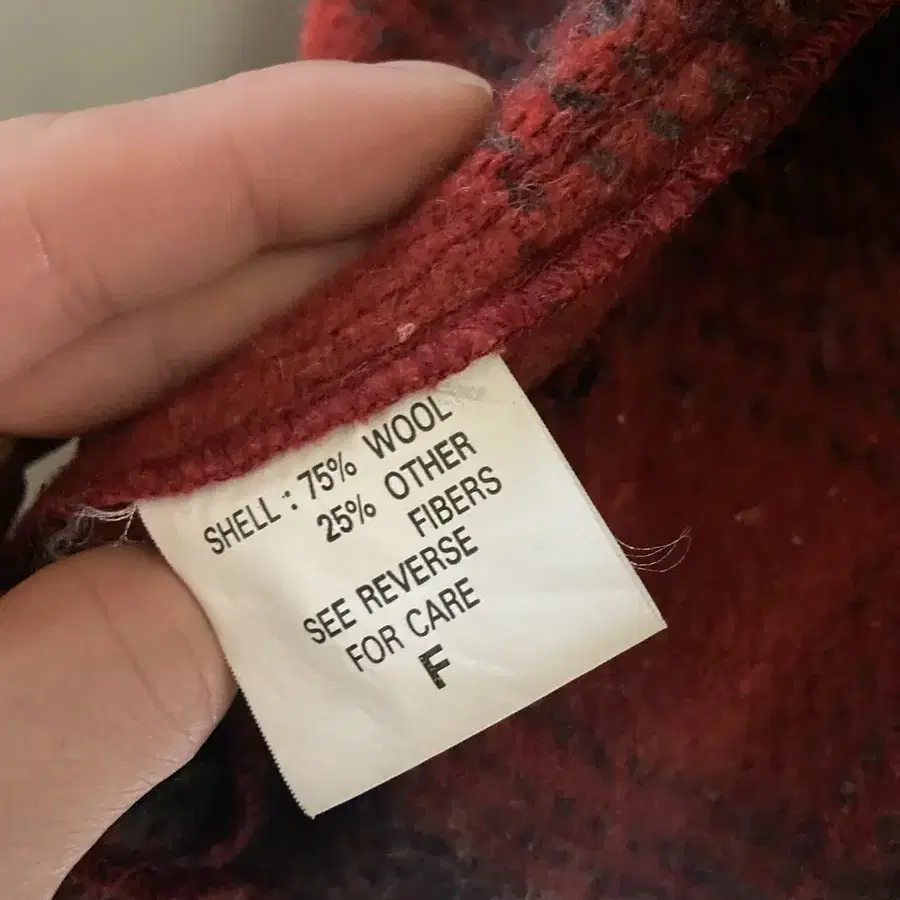 SHELL : 75% WOOL
25% OTHER
FIBERS
SEE REVERSE
FOR CARE
F